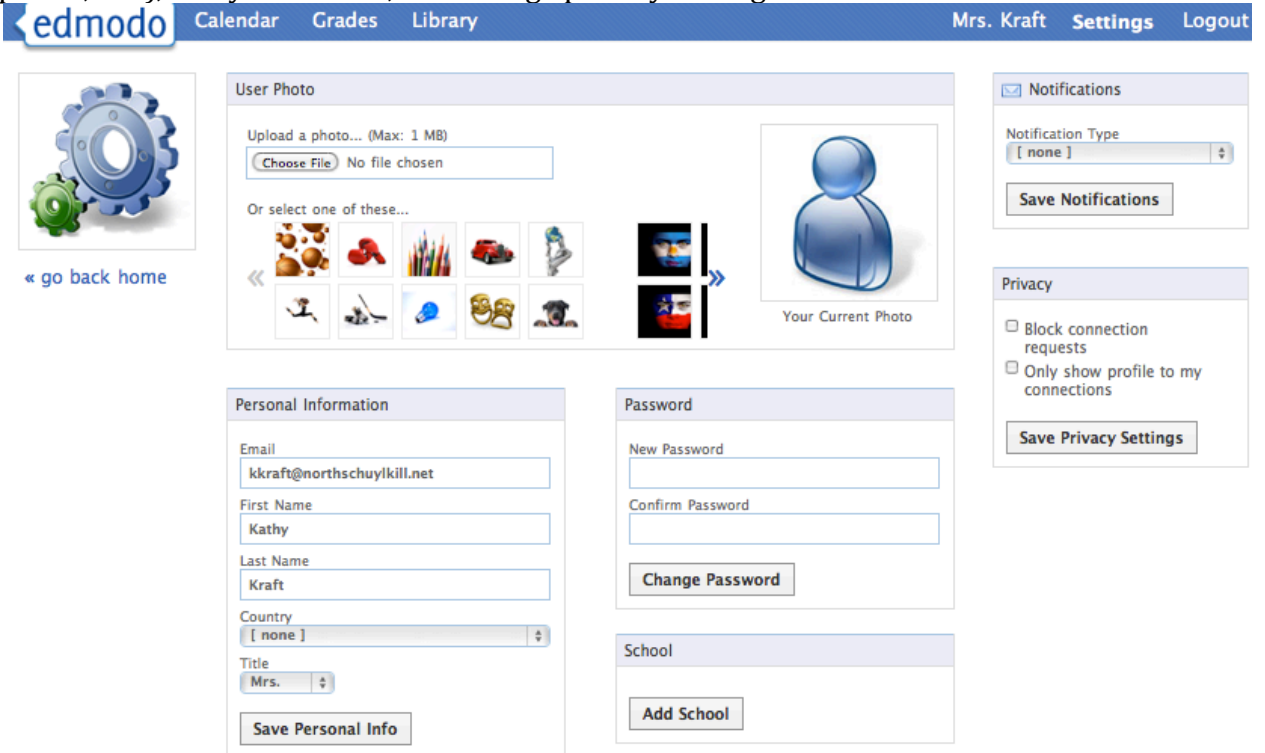 edmodo Calendar Grades Library Mrs. Kraft Settings Logout
User Photo
Upload a photo... (Max: 1 MB)
Choose File No file chosen
Or select one of these...
«
»
Your Current Photo
« go back home
Notifications
Notification Type
[ none ]
Save Notifications
Privacy
Block connection
requests
Only show profile to my
connections
Save Privacy Settings
Personal Information
Email
kkraft@northschuylkill.net
First Name
Kathy
Last Name
Kraft
Country
[ none ]
Title
Mrs.
Save Personal Info
Password
New Password
Confirm Password
Change Password
School
Add School